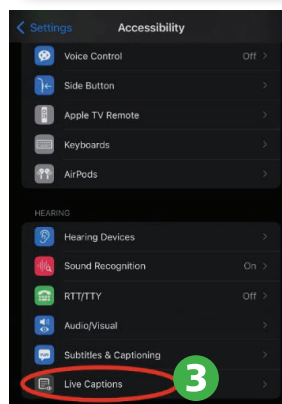 Settings Accessibility
Voice Control Off
Side Button
Apple TV Remote
Keyboards
AirPods
HEARING
Hearing Devices
Sound Recognition On
RTT/TTY Off
Audio/Visual
Subtitles & Captioning
Live Captions 3